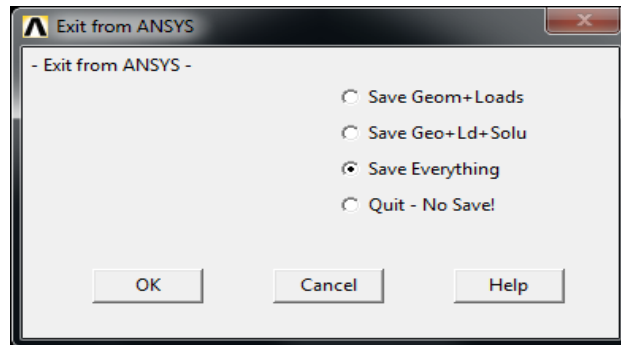 Exit from ANSYS
- Exit from ANSYS -
Save Geom+Loads
Save Geo+Ld+Solu
Save Everything
Quit - No Save!
OK Cancel Help